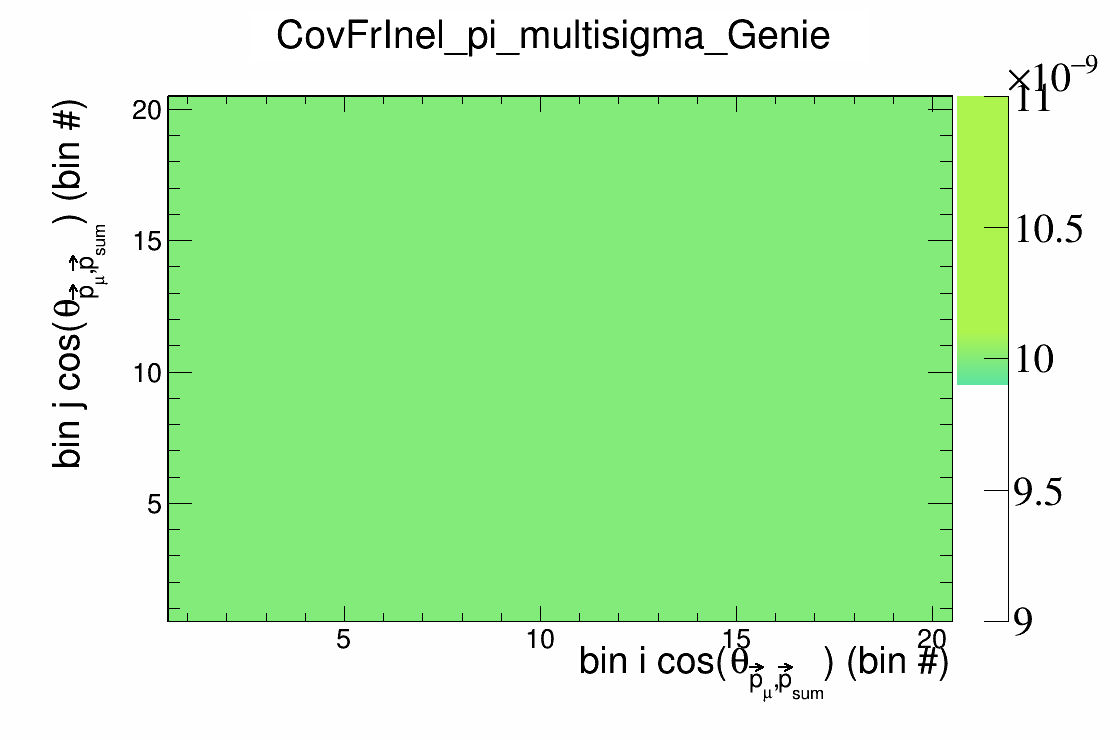 CovFrInel_pi_multisigma_Genie
×10⁻⁹
bin j cos(θ p⃗μ,p⃗sum) (bin #)
20
15
10
5
11
10.5
10
9.5
9
5 10 15 20
bin i cos(θ p⃗μ,p⃗sum) (bin #)